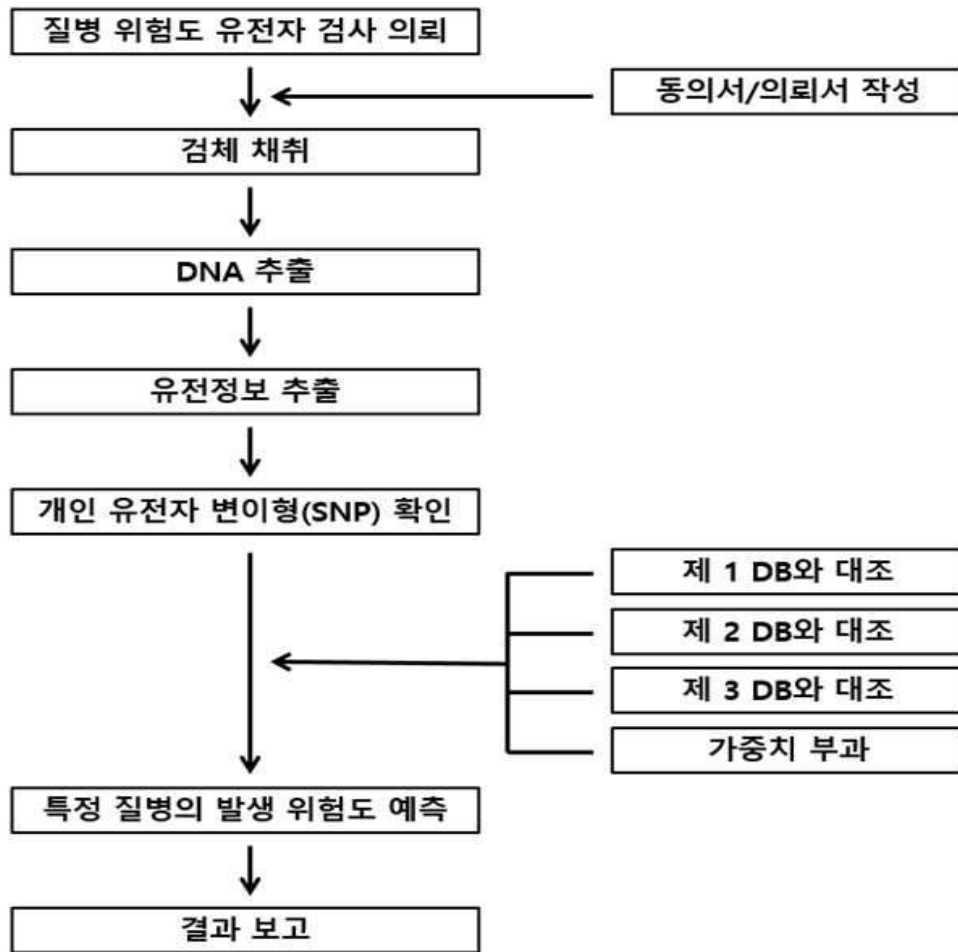 질병 위험도 유전자 검사 의뢰
동의서/의뢰서 작성
검체 채취
DNA 추출
유전정보 추출
개인 유전자 변이형(SNP) 확인
제 1 DB와 대조
제 2 DB와 대조
제 3 DB와 대조
가중치 부과
특정 질병의 발생 위험도 예측
결과 보고